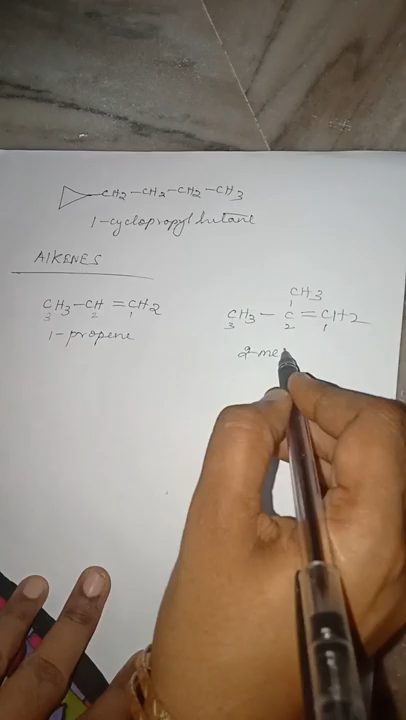 CH2-CH2-CH2-CH3
1-cyclopropyl butane
AlKENES
CH3
CH3-CH=CH2
3 2 1
1-propene
CH3-C=CH2
3 2 1
2-me